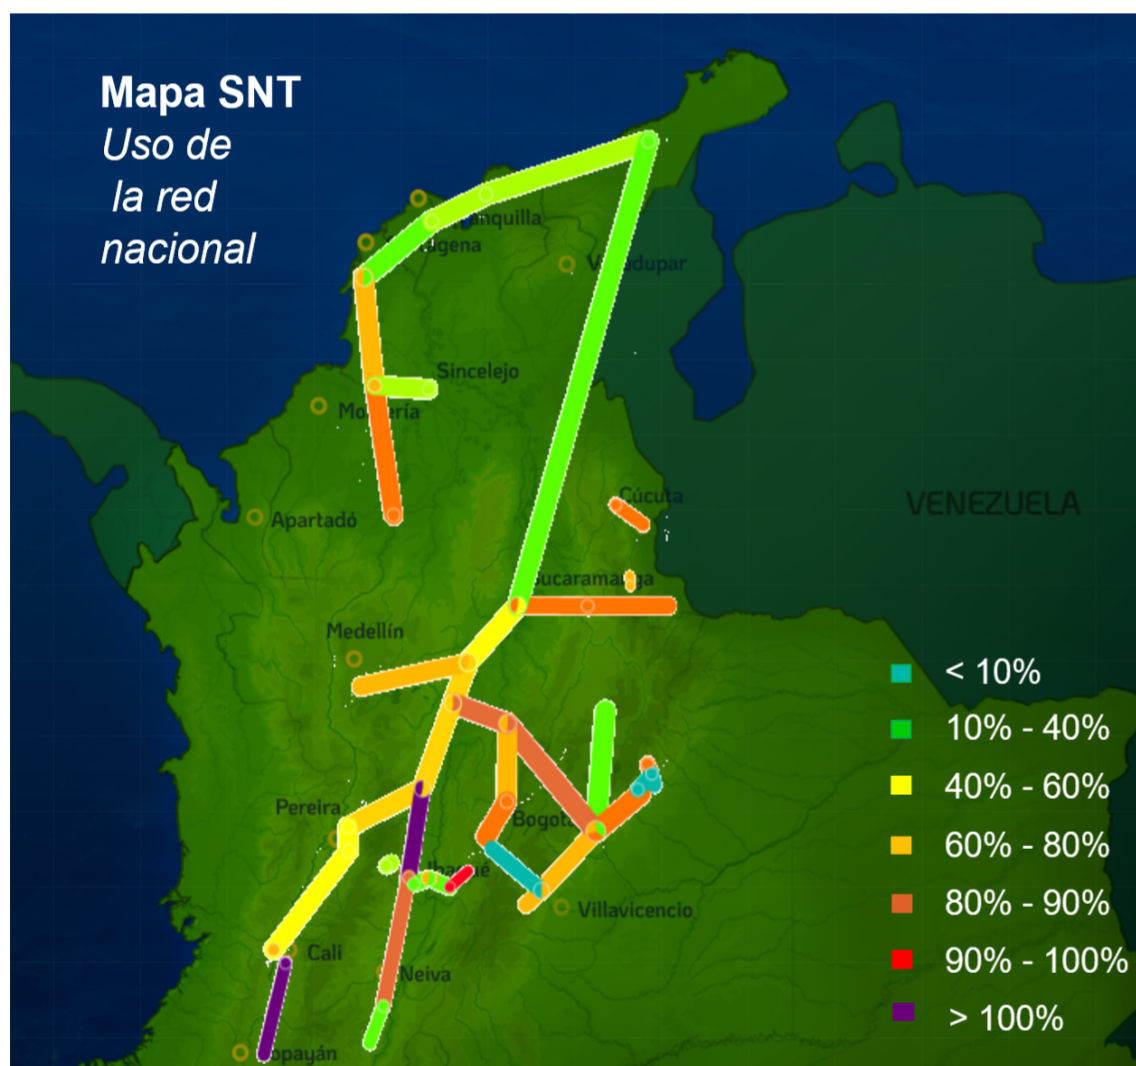 Mapa SNT
Uso de
la red
nacional
Sincelejo
Cúcuta
VENEZUELA
Apartadó
Medellín
< 10%
10% - 40%
40% - 60%
Pereira
60% - 80%
80% - 90%
Villavicencio
Cali
90% - 100%
Neiva
> 100%